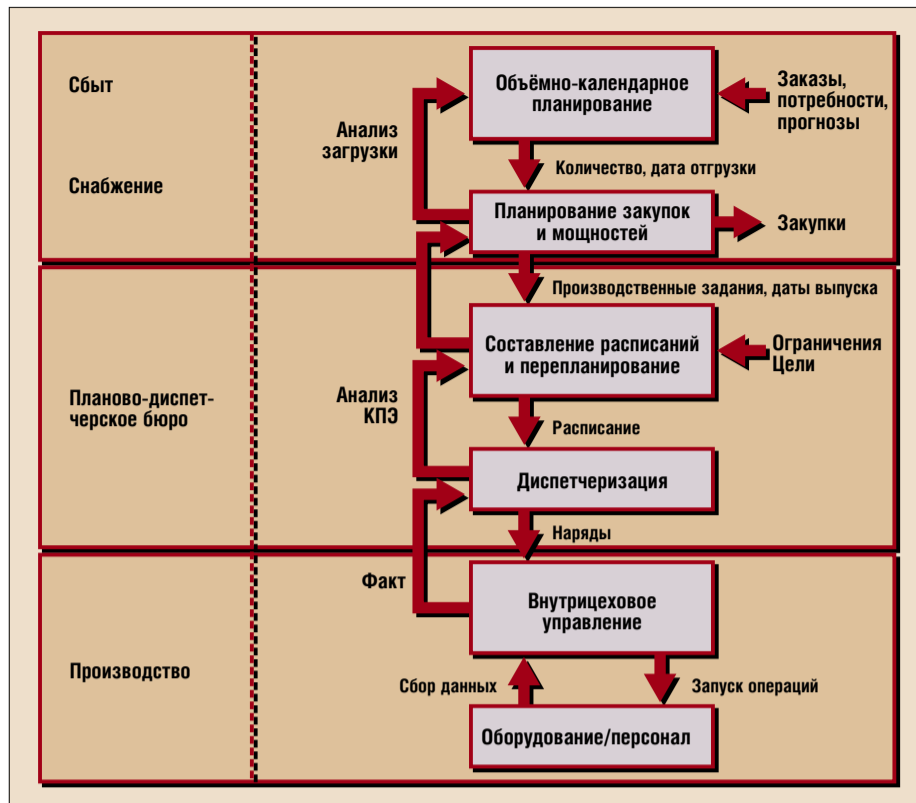 Сбыт
Объёмно-календарное
планирование
Заказы,
потребности,
прогнозы
Анализ
загрузки
Количество, дата отгрузки
Снабжение
Планирование закупок
и мощностей
Закупки
Производственные задания, даты выпуска
Составление расписаний
и перепланирование
Ограничения
Цели
Планово-диспет-
черское бюро
Анализ
КПЭ
Расписание
Диспетчеризация
Наряды
Факт
Внутрицеховое
управление
Производство
Сбор данных
Запуск операций
Оборудование/персонал